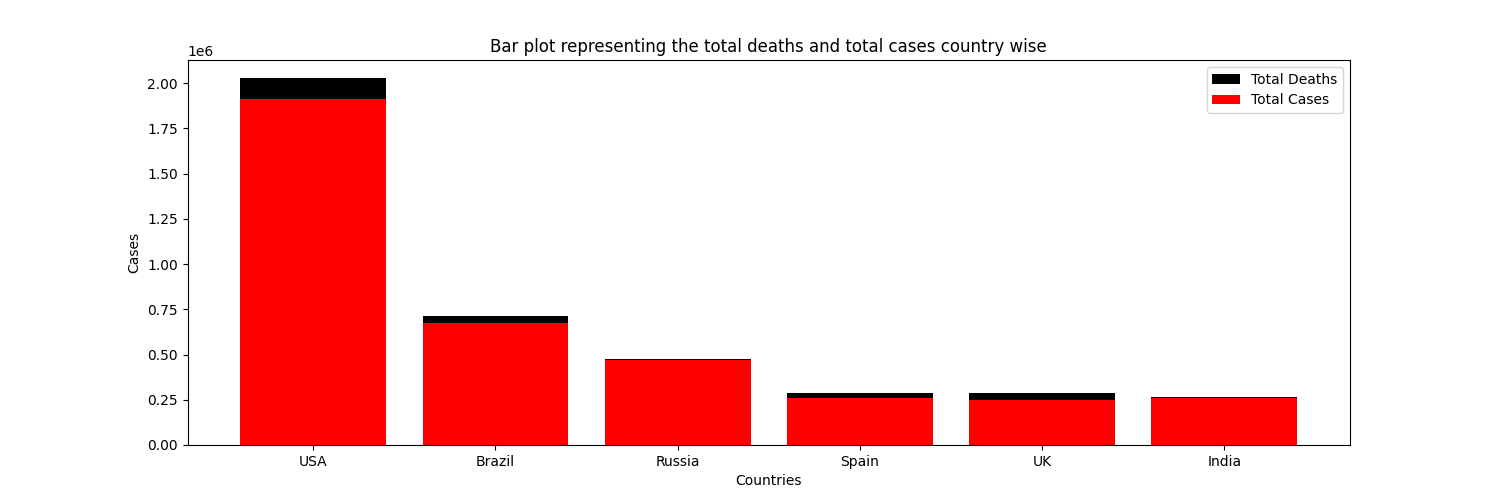 Bar plot representing the total deaths and total cases country wise
1e6
2.00
1.75
1.50
1.25
1.00
0.75
0.50
0.25
0.00
Cases
Total Deaths
Total Cases
USA Brazil Russia Spain UK India
Countries